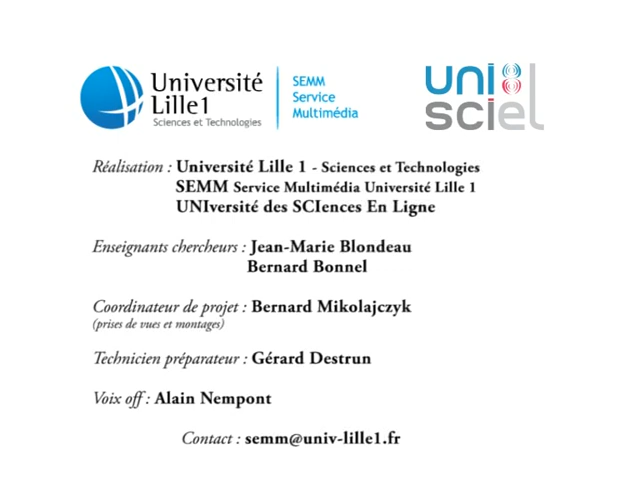 Université
Lille1
Sciences et Technologies
SEMM
Service
Multimédia
uni
sciel
Réalisation : Université Lille 1 - Sciences et Technologies
SEMM Service Multimédia Université Lille 1
UNIversité des SCIences En Ligne
Enseignants chercheurs : Jean-Marie Blondeau
Bernard Bonnel
Coordinateur de projet : Bernard Mikolajczyk
(prises de vues et montages)
Technicien préparateur : Gérard Destrun
Voix off : Alain Nempont
Contact : semm@univ-lille1.fr